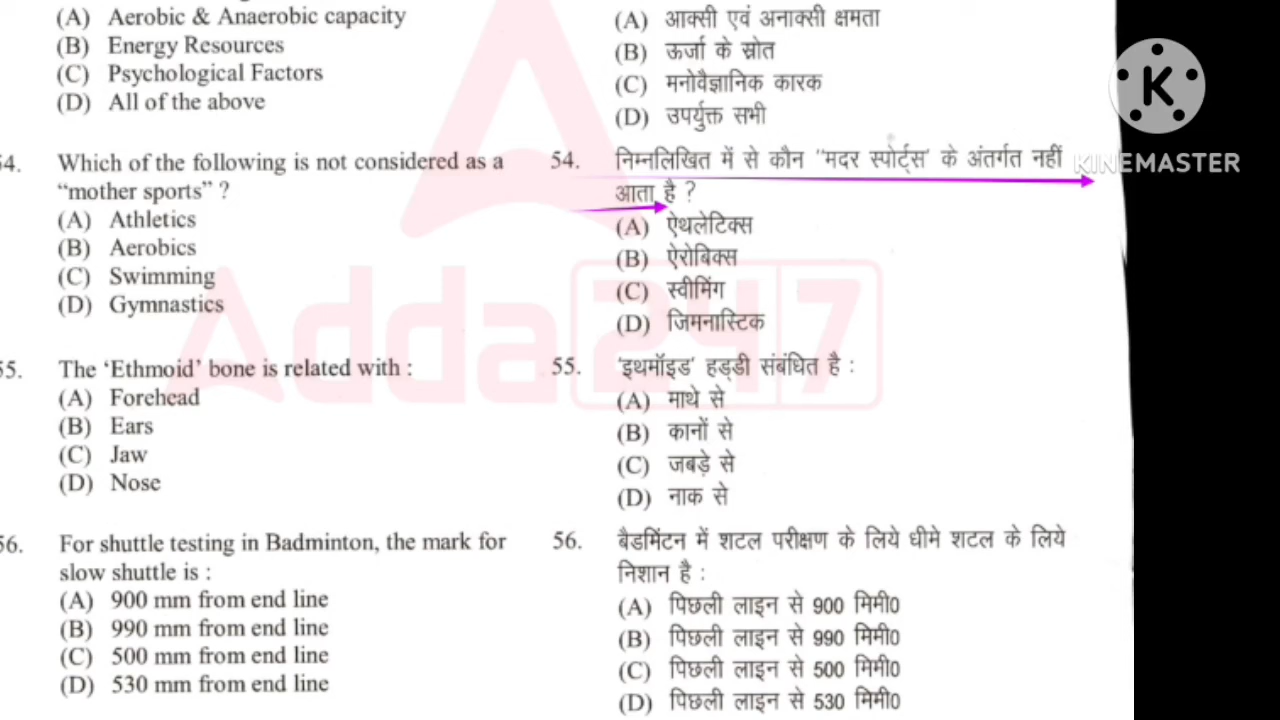 (A) Aerobic & Anaerobic capacity
(B) Energy Resources
(C) Psychological Factors
(D) All of the above
54. Which of the following is not considered as a
“mother sports” ?
(A) Athletics
(B) Aerobics
(C) Swimming
(D) Gymnastics
55. The ‘Ethmoid’ bone is related with :
(A) Forehead
(B) Ears
(C) Jaw
(D) Nose
56. For shuttle testing in Badminton, the mark for
slow shuttle is :
(A) 900 mm from end line
(B) 990 mm from end line
(C) 500 mm from end line
(D) 530 mm from end line
(A) आक्सी एवं अनाक्सी क्षमता
(B) ऊर्जा के स्रोत
(C) मनोवैज्ञानिक कारक
(D) उपर्युक्त सभी
54. निम्नलिखित में से कौन “मदर स्पोर्ट्स’ के अंतर्गत नहीं
आता है ?
(A) ऐथलेटिक्स
(B) ऐरोबिक्स
(C) स्वीमिंग
(D) जिमनास्टिक
55. ‘इथमॉइड’ हड्डी संबंधित है :
(A) माथे से
(B) कानों से
(C) जबड़े से
(D) नाक से
56. बैडमिंटन में शटल परीक्षण के लिये धीमे शटल के लिये
निशान है :
(A) पिछली लाइन से 900 मिमी0
(B) पिछली लाइन से 990 मिमी0
(C) पिछली लाइन से 500 मिमी0
(D) पिछली लाइन से 530 मिमी0
Adda247
K
KINEMASTER